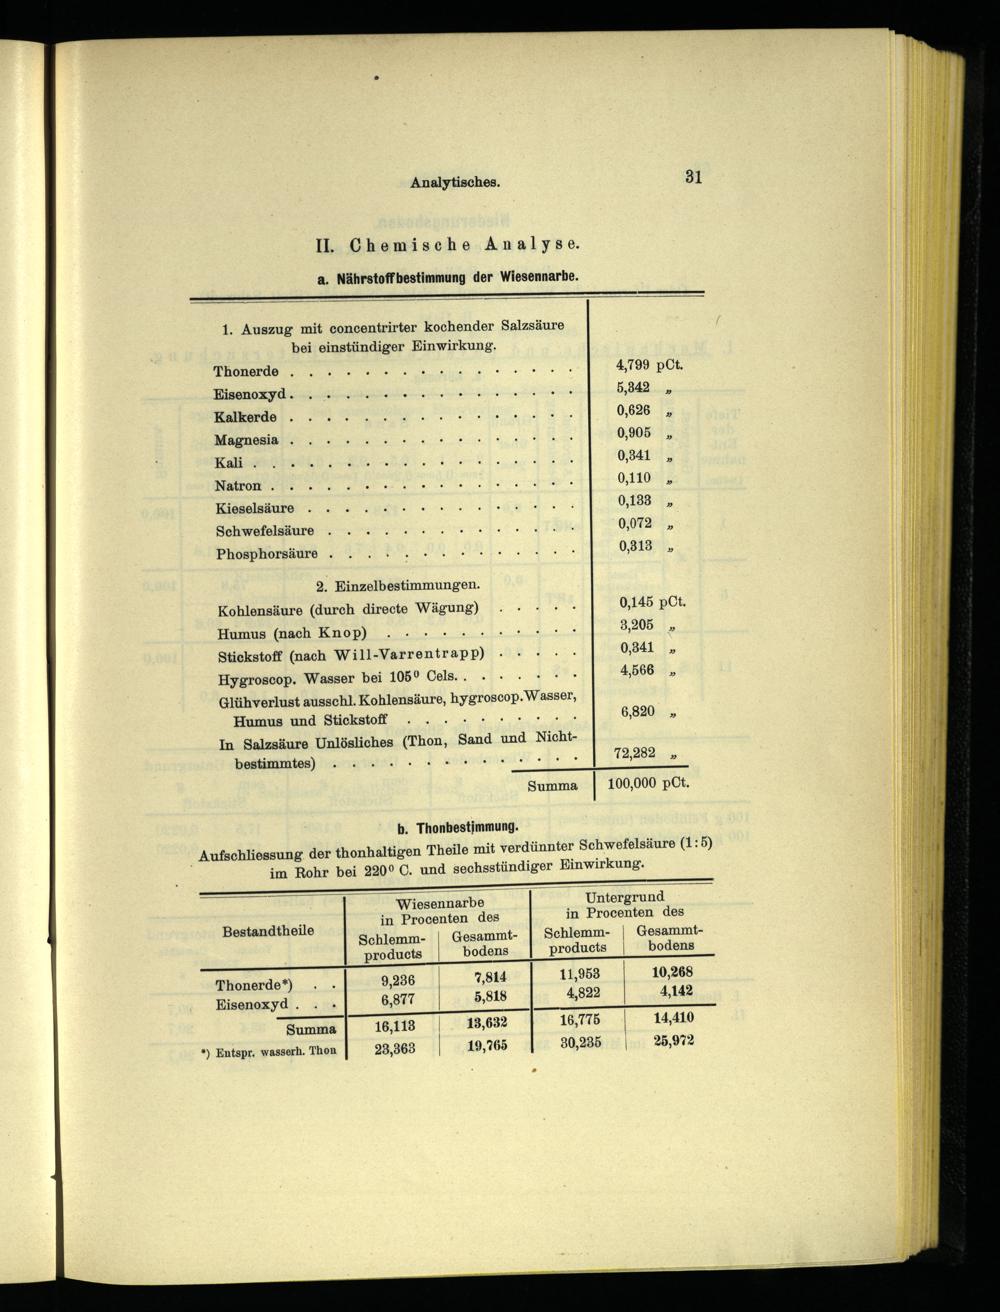 Analytisches. 31
II. Chemische Analyse.
a. Nährstoffbestimmung der Wiesennarbe.
1. Auszug mit concentrirter kochender Salzsäure
bei einstündiger Einwirkung.
Thonerde . . . . . . . . . . . . . . . . 4,799 pCt.
Eisenoxyd . . . . . . . . . . . . . . . . 5,342 „
Kalkerde . . . . . . . . . . . . . . . . 0,626 „
Magnesia . . . . . . . . . . . . . . . . 0,905 „
Kali . . . . . . . . . . . . . . . . . . 0,341 „
Natron . . . . . . . . . . . . . . . . . 0,110 „
Kieselsäure . . . . . . . . . . . . . . . 0,133 „
Schwefelsäure . . . . . . . . . . . . . . 0,072 „
Phosphorsäure . . . . . . . . . . . . . . 0,313 „
2. Einzelbestimmungen.
Kohlensäure (durch directe Wägung) . . . . . 0,145 pCt.
Humus (nach Knop) . . . . . . . . . . . 3,205 „
Stickstoff (nach Will-Varrentrapp) . . . . . 0,341 „
Hygroscop. Wasser bei 105⁰ Cels. . . . . . . . 4,566 „
Glühverlust ausschl. Kohlensäure, hygroscop. Wasser,
Humus und Stickstoff . . . . . . . . . . 6,820 „
In Salzsäure Unlösliches (Thon, Sand und Nicht-
bestimmtes) . . . . . . . . . . . . . . 72,282 „
Summa 100,000 pCt.
b. Thonbestimmung.
Aufschliessung der thonhaltigen Theile mit verdünnter Schwefelsäure (1:5)
im Rohr bei 220⁰ C. und sechsstündiger Einwirkung.
Bestandtheile
Wiesennarbe
in Procenten des
Schlemm-
products
Gesammt-
bodens
Untergrund
in Procenten des
Schlemm-
products
Gesammt-
bodens
Thonerde*) . . 9,236 7,814 11,953 10,268
Eisenoxyd . . . 6,877 5,818 4,822 4,142
Summa 16,113 13,632 16,775 14,410
*) Entspr. wasserh. Thon 23,363 19,765 30,235 25,972